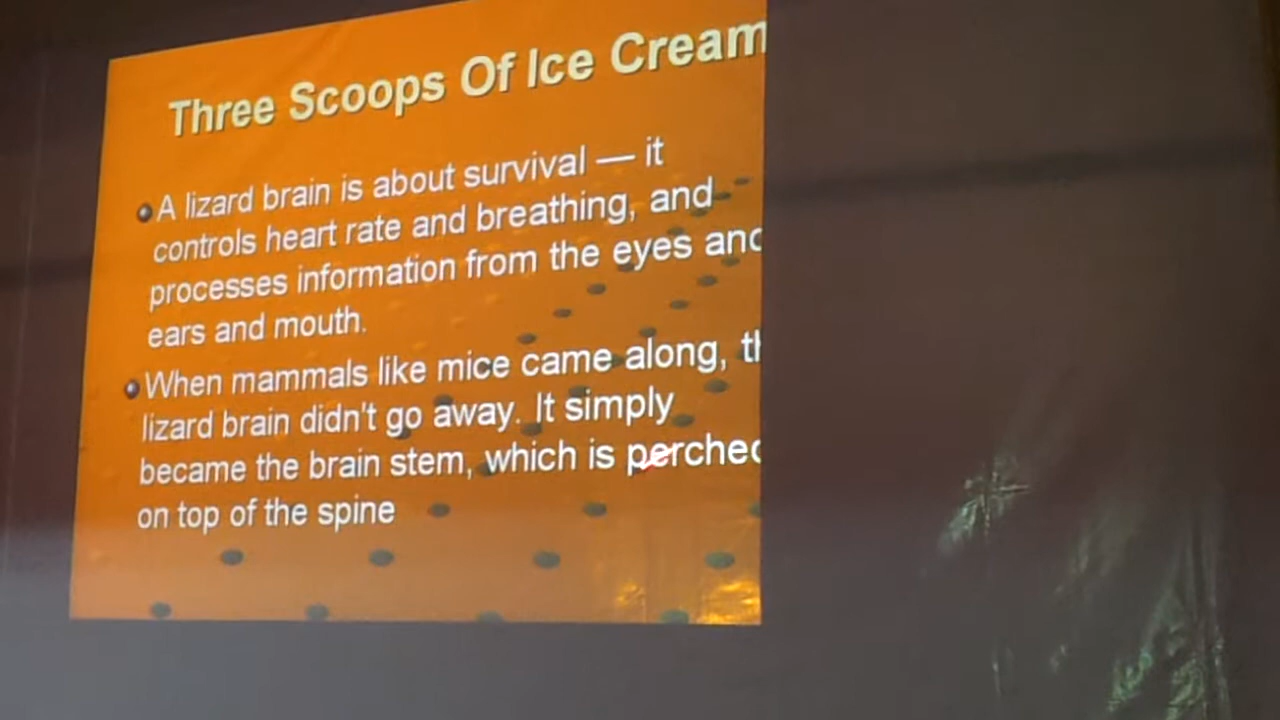 Three Scoops Of Ice Cream
A lizard brain is about survival — it
controls heart rate and breathing, and
processes information from the eyes and
ears and mouth.
When mammals like mice came along,
lizard brain didn't go away. It simply
became the brain stem, which is perched
on top of the spine